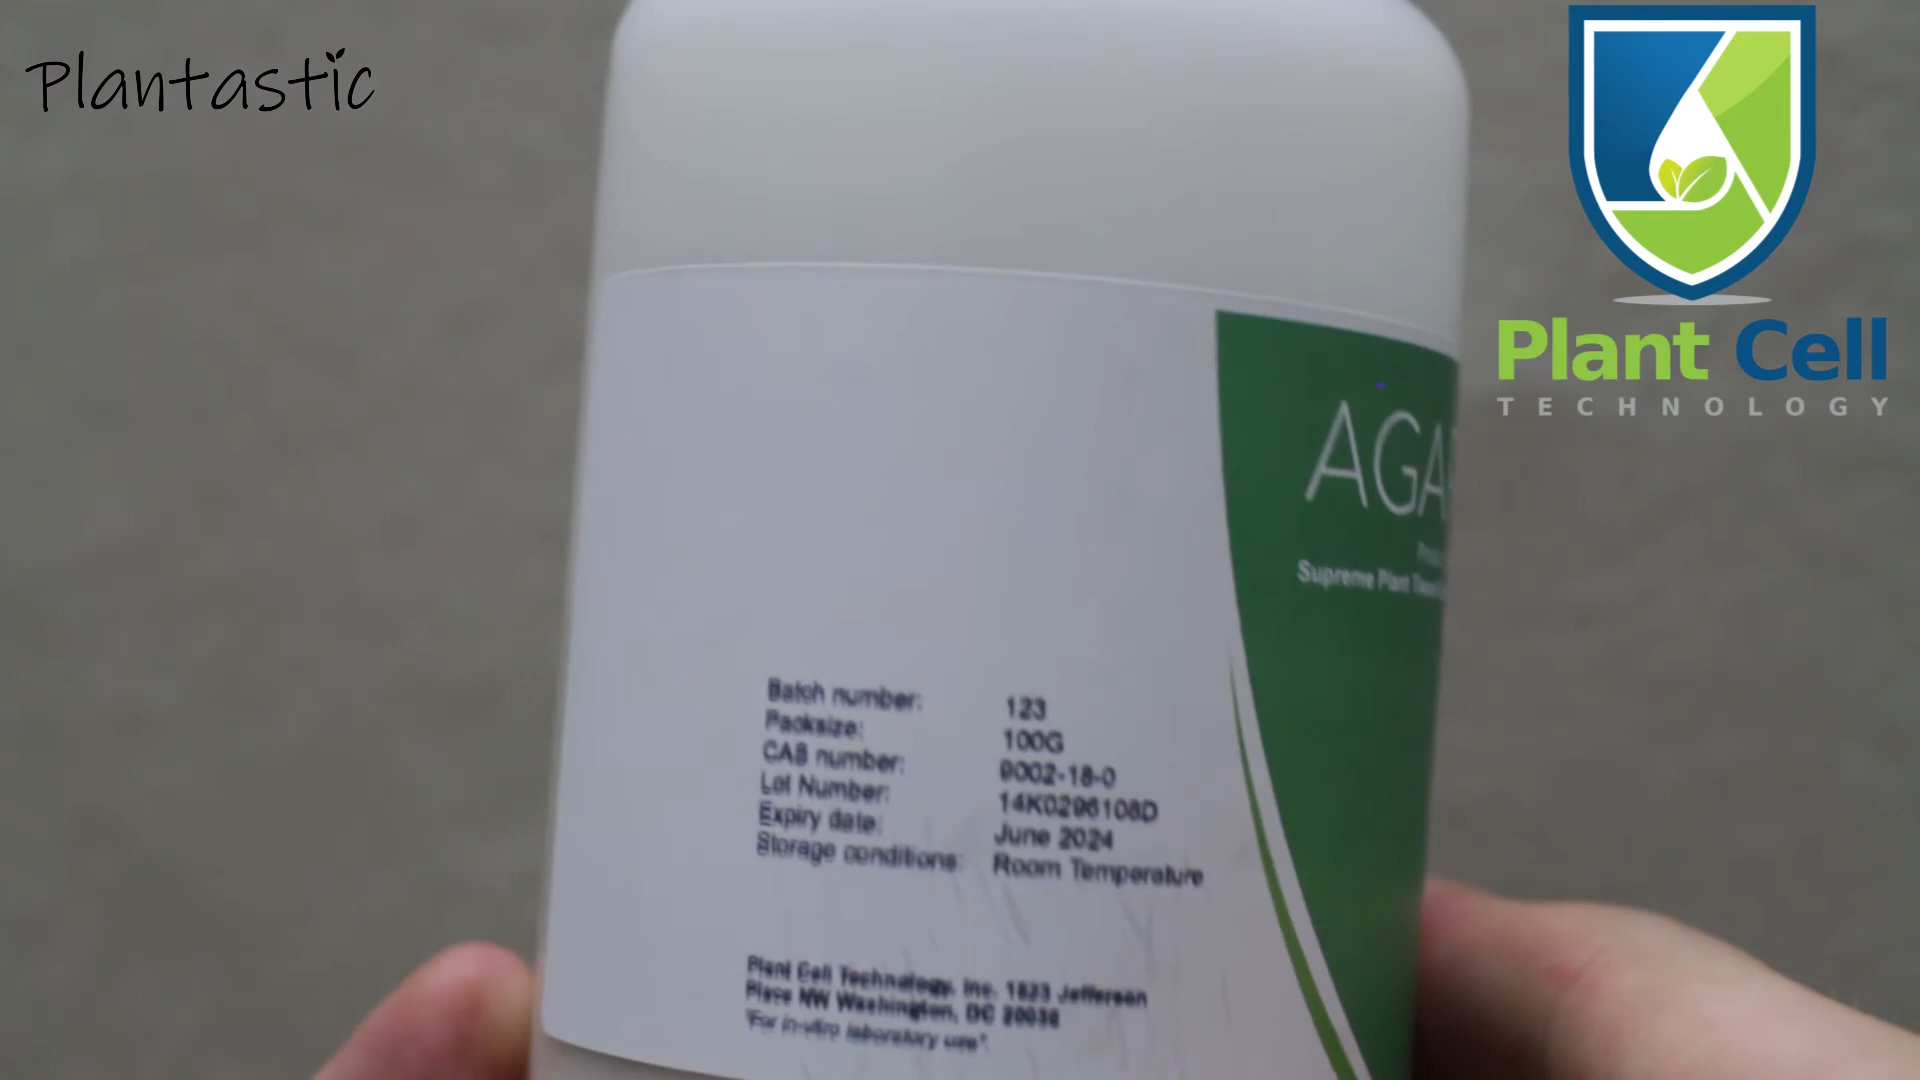 Plantastic
Plant Cell
TECHNOLOGY
AGA
Supreme Plant Tissue
Batch number: 123
Packsize: 100G
CAS number: 9002-18-0
Lot Number: 14K0296108D
Expiry date: June 2024
Storage conditions: Room Temperature
Plant Cell Technology, Inc. 1823 Jefferson
Place NW Washington, DC 20036
"For in-vitro laboratory use".